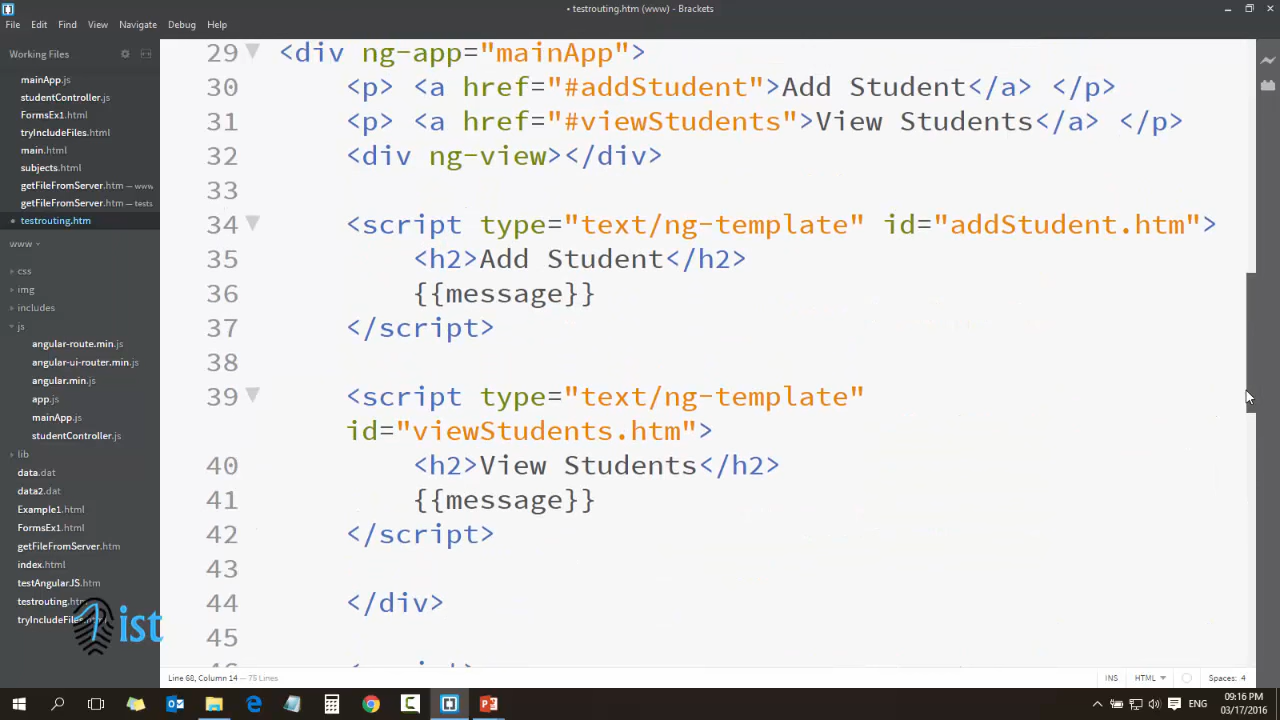 • testrouting.htm (www) - Brackets
File Edit Find View Navigate Debug Help
Working Files
mainApp.js
studentController.js
FormsEx1.html
tryIncludeFiles.html
main.html
subjects.html
getFileFromServer.htm — www
getFileFromServer.htm — tests
testrouting.htm
www
css
img
includes
js
angular-route.min.js
angular-ui-router.min.js
angular.min.js
app.js
mainApp.js
studentController.js
lib
data.dat
data2.dat
Example1.html
FormsEx1.html
getFileFromServer.htm
index.html
testAngularJS.htm
testrouting.htm
1ist
29 <div ng-app="mainApp">
30 <p> <a href="#addStudent">Add Student</a> </p>
31 <p> <a href="#viewStudents">View Students</a> </p>
32 <div ng-view></div>
33
34 <script type="text/ng-template" id="addStudent.htm">
35 <h2>Add Student</h2>
36 {{message}}
37 </script>
38
39 <script type="text/ng-template"
id="viewStudents.htm">
40 <h2>View Students</h2>
41 {{message}}
42 </script>
43
44 </div>
45
Line 68, Column 14 — 75 Lines
INS HTML Spaces: 4
09:16 PM
03/17/2016